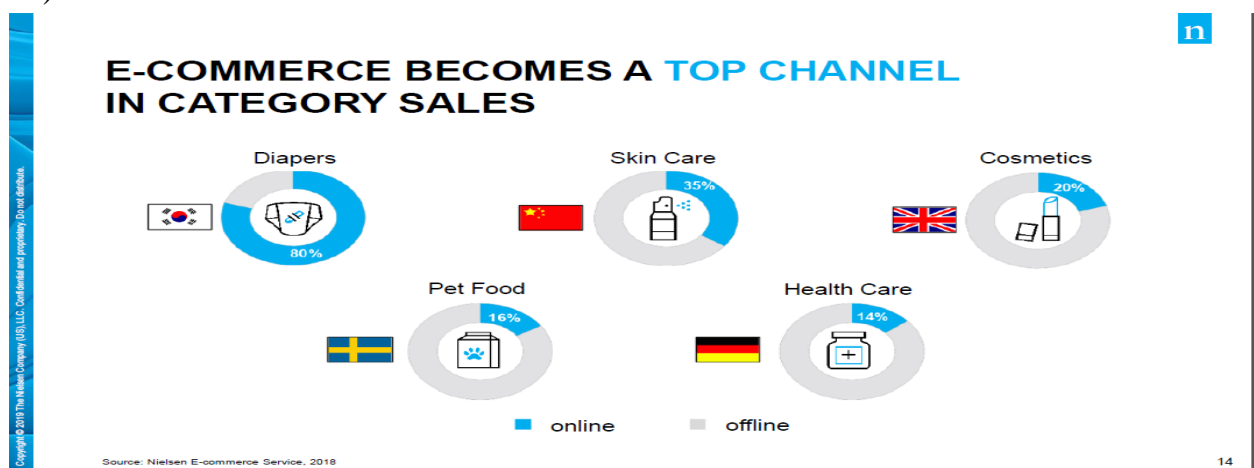 )
n
E-COMMERCE BECOMES A TOP CHANNEL
IN CATEGORY SALES
Diapers
80%
Skin Care
35%
Cosmetics
20%
Pet Food
16%
Health Care
14%
online
offline
Copyright © 2019 The Nielsen Company (US), LLC. Confidential and proprietary. Do not distribute.
Source: Nielsen E-commerce Service, 2018
14